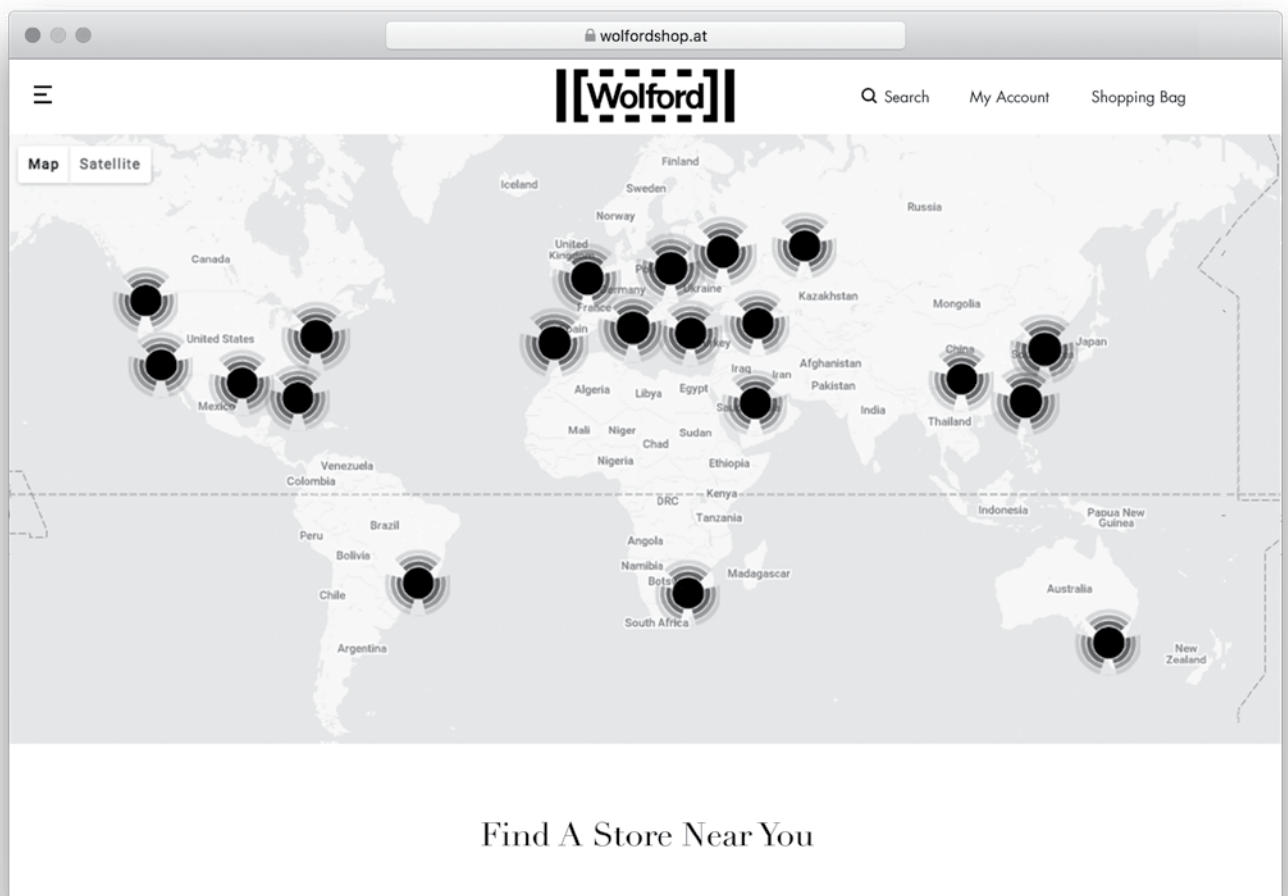 wolfordshop.at
Wolford
Search
My Account
Shopping Bag
Map
Satellite
Finland
Iceland
Sweden
Russia
Norway
United
Kingdom
Canada
Germany
Ukraine
Kazakhstan
France
Mongolia
United States
Japan
China
Afghanistan
Iraq
Iran
Pakistan
Algeria
Libya
Egypt
Mexico
India
Thailand
Mali
Niger
Sudan
Chad
Nigeria
Ethiopia
Venezuela
Colombia
Kenya
DRC
Indonesia
Papua New
Guinea
Tanzania
Brazil
Peru
Angola
Bolivia
Namibia
Madagascar
Australia
Chile
South Africa
Argentina
New
Zealand
Find A Store Near You